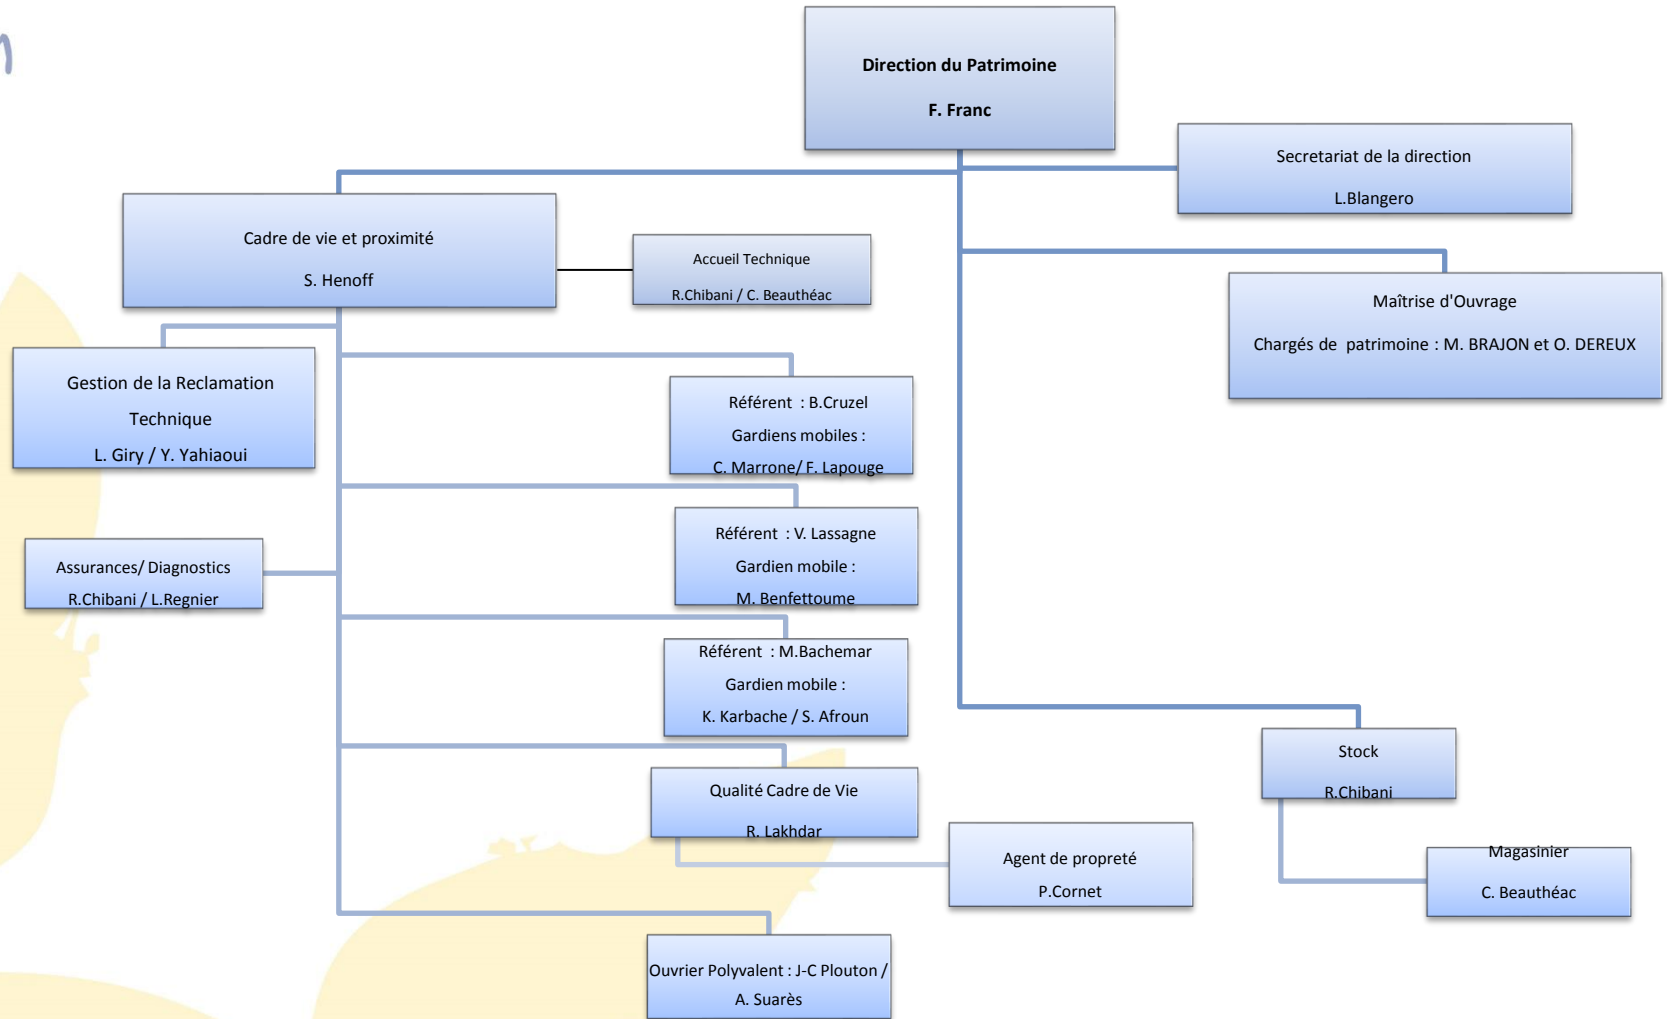 Direction du Patrimoine
F. Franc
Secretariat de la direction
L.Blangero
Cadre de vie et proximité
S. Henoff
Accueil Technique
R.Chibani / C. Beauthéac
Maîtrise d'Ouvrage
Chargés de patrimoine : M. BRAJON et O. DEREUX
Gestion de la Reclamation
Technique
L. Giry / Y. Yahiaoui
Référent : B.Cruzel
Gardiens mobiles :
C. Marrone/ F. Lapouge
Référent : V. Lassagne
Gardien mobile :
M. Benfettoume
Assurances/ Diagnostics
R.Chibani / L.Regnier
Référent : M.Bachemar
Gardien mobile :
K. Karbache / S. Afroun
Qualité Cadre de Vie
R. Lakhdar
Agent de propreté
P.Cornet
Stock
R.Chibani
Magasinier
C. Beauthéac
Ouvrier Polyvalent : J-C Plouton /
A. Suarès